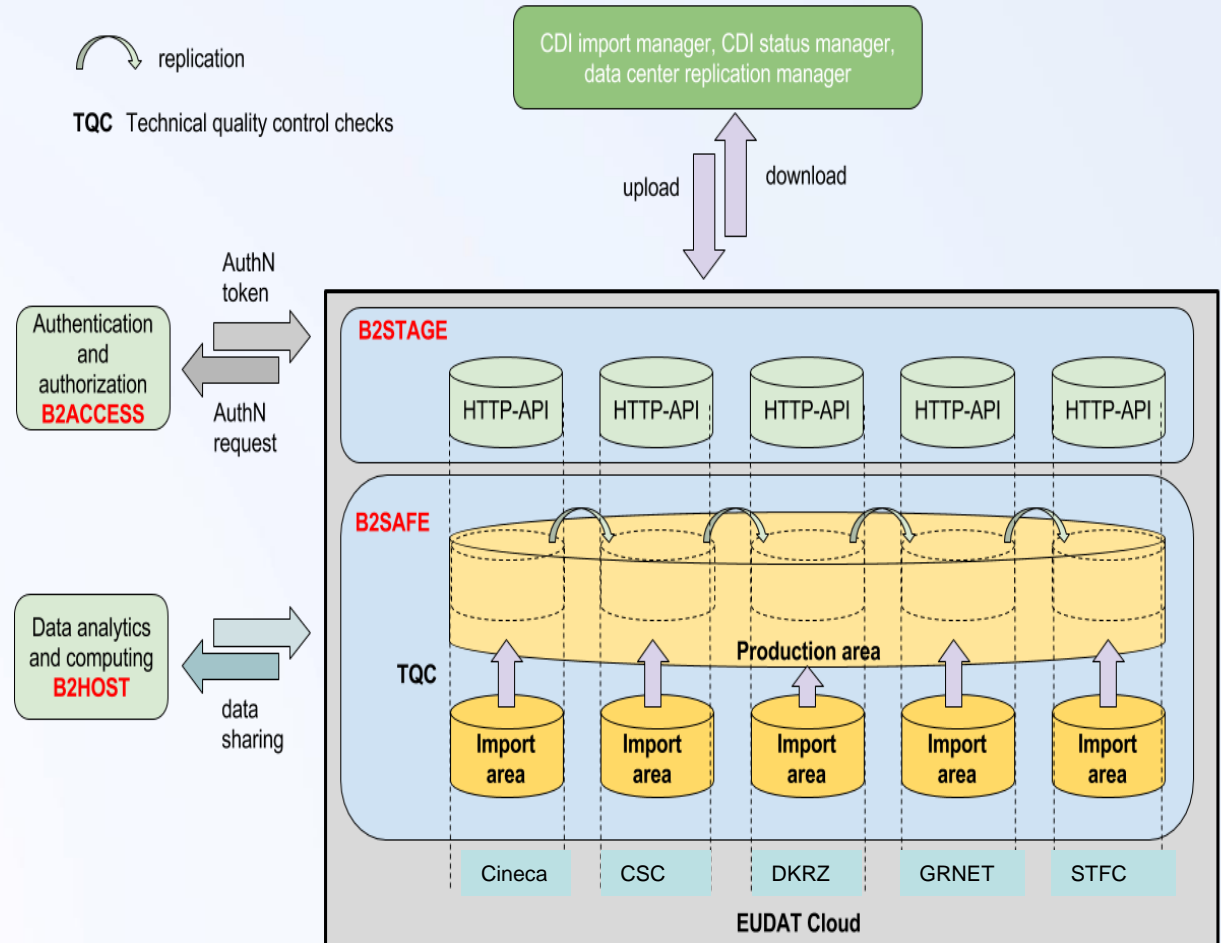 replication
TQC Technical quality control checks
CDI import manager, CDI status manager,
data center replication manager
upload
download
AuthN
token
Authentication
and
authorization
B2ACCESS
AuthN
request
B2STAGE
HTTP-API
HTTP-API
HTTP-API
HTTP-API
HTTP-API
B2SAFE
Data analytics
and computing
B2HOST
data
sharing
TQC
Production area
Import
area
Import
area
Import
area
Import
area
Import
area
Cineca
CSC
DKRZ
GRNET
STFC
EUDAT Cloud